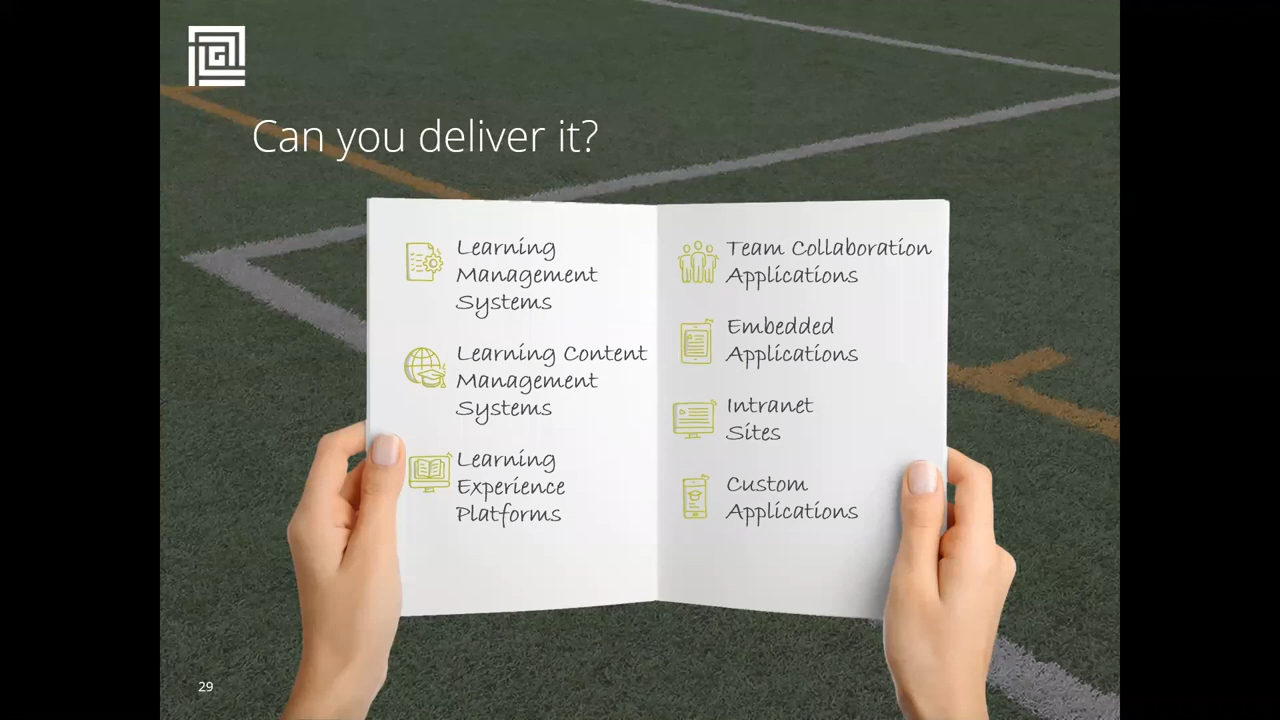 Can you deliver it?
Learning
Management
Systems
Learning Content
Management
Systems
Learning
Experience
Platforms
Team Collaboration
Applications
Embedded
Applications
Intranet
Sites
Custom
Applications
29